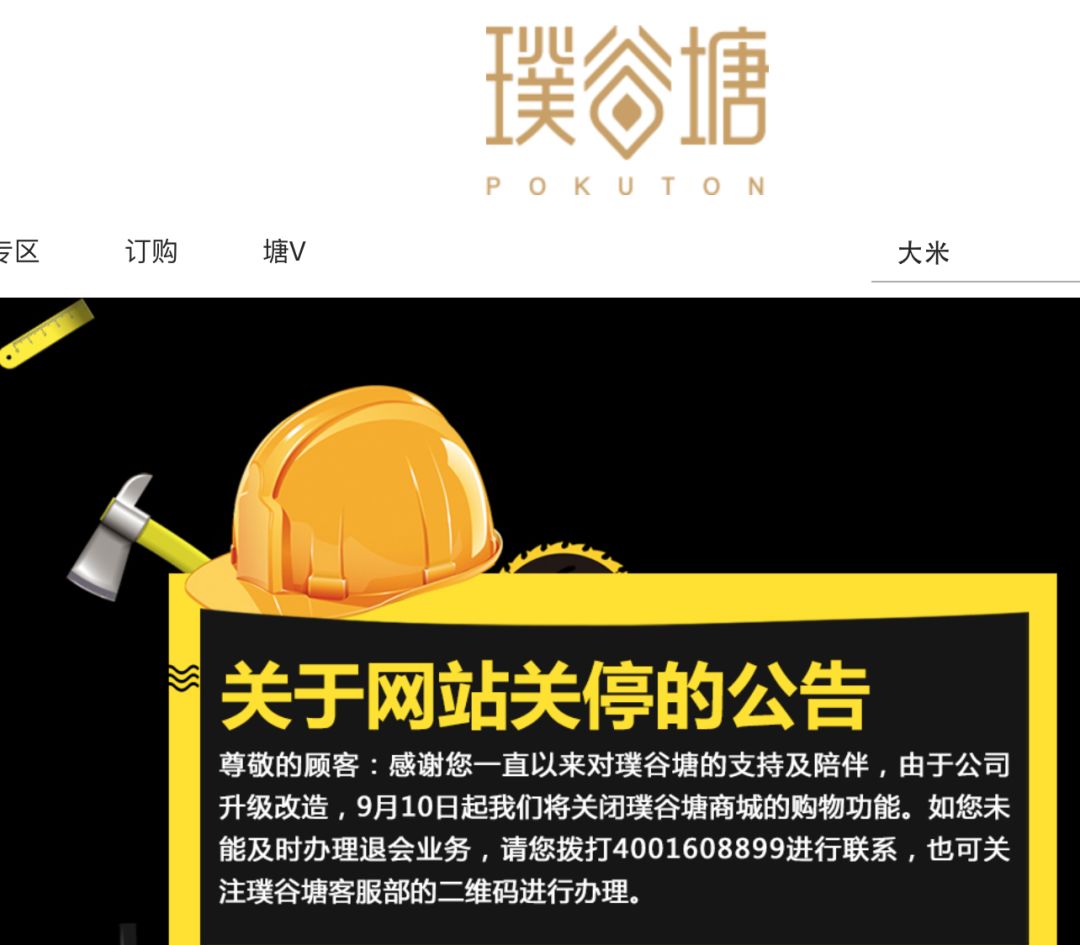 璞谷塘
POKUTON
专区 订购 塘V 大米
关于网站关停的公告
尊敬的顾客：感谢您一直以来对璞谷塘的支持及陪伴，由于公司
升级改造，9月10日起我们将关闭璞谷塘商城的购物功能。如您未
能及时办理退会业务，请您拨打4001608899进行联系，也可关
注璞谷塘客服部的二维码进行办理。